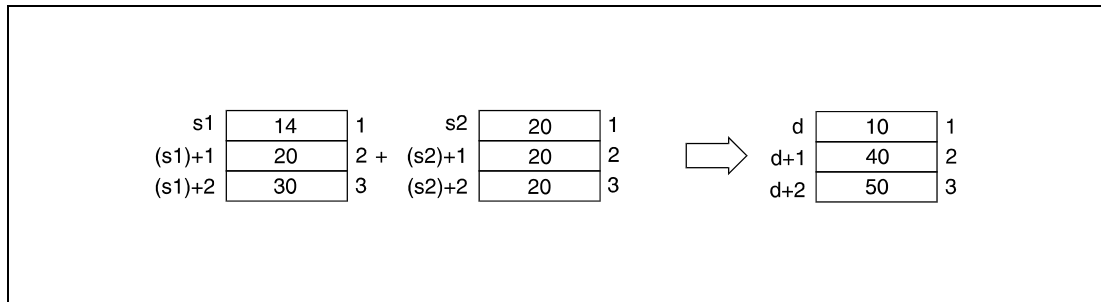 s1 14 1 s2 20 1 d 10 1
(s1)+1 20 2 + (s2)+1 20 2 d+1 40 2
(s1)+2 30 3 (s2)+2 20 3 d+2 50 3